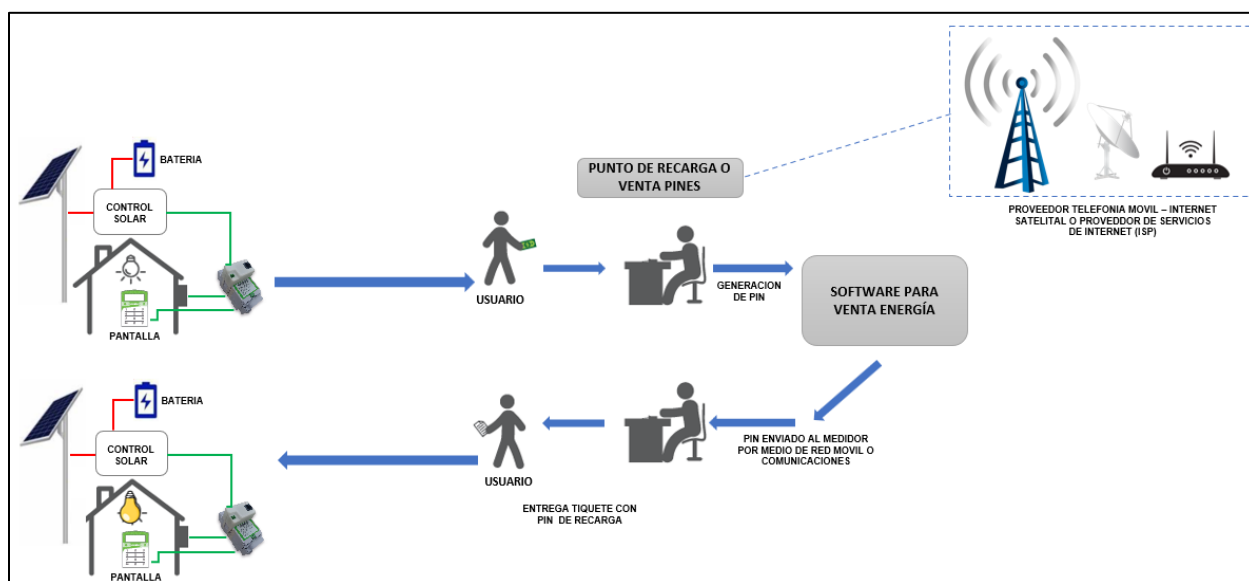 BATERIA
CONTROL
SOLAR
PANTALLA
USUARIO
PUNTO DE RECARGA O
VENTA PINES
GENERACION
DE PIN
SOFTWARE PARA
VENTA ENERGÍA
PROVEEDOR TELEFONIA MOVIL – INTERNET
SATELITAL O PROVEDDOR DE SERVICIOS
DE INTERNET (ISP)
BATERIA
CONTROL
SOLAR
PANTALLA
USUARIO
ENTREGA TIQUETE CON
PIN DE RECARGA
PIN ENVIADO AL MEDIDOR
POR MEDIO DE RED MOVIL O
COMUNICACIONES